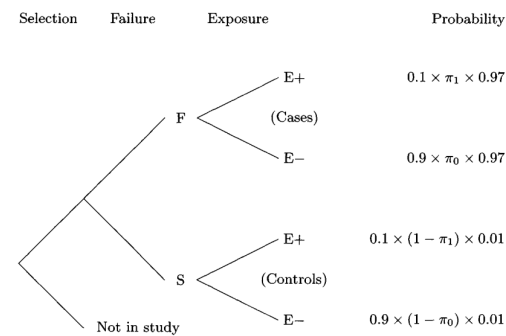 Selection Failure Exposure Probability
E+ 0.1 × π₁ × 0.97
F (Cases)
E− 0.9 × π₀ × 0.97
E+ 0.1 × (1 − π₁) × 0.01
S (Controls)
E− 0.9 × (1 − π₀) × 0.01
Not in study